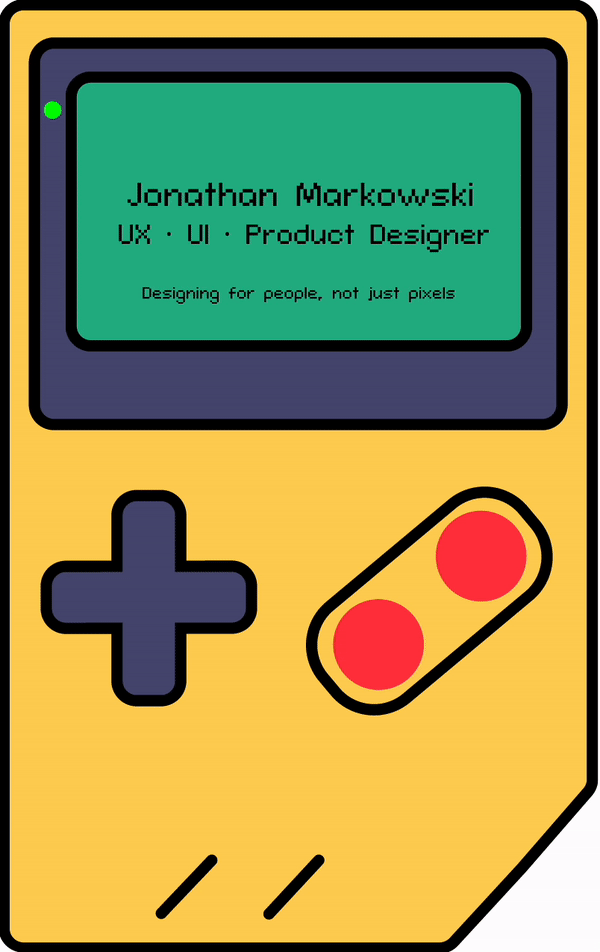 Jonathan Markowski
UX · UI · Product Designer
Designing for people, not just pixels